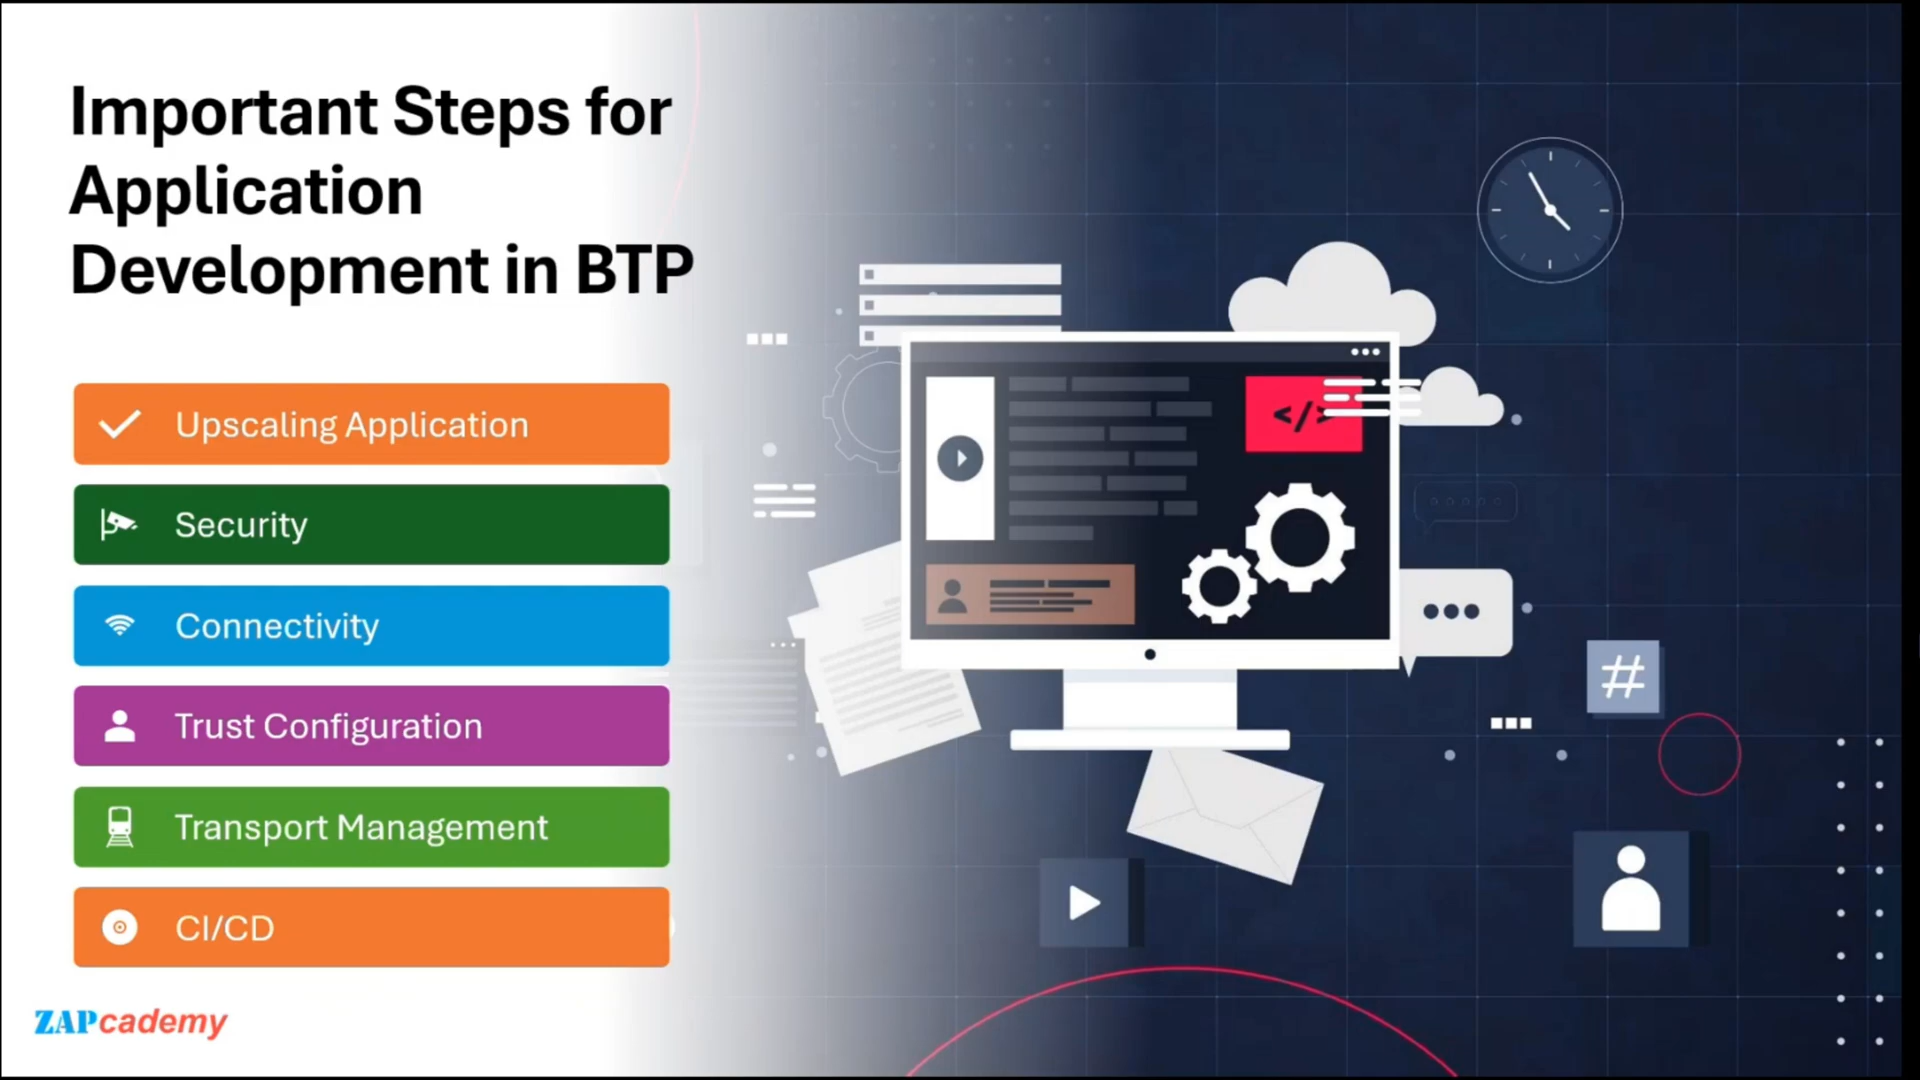 Important Steps for
Application
Development in BTP
Upscaling Application
Security
Connectivity
Trust Configuration
Transport Management
CI/CD
ZAPcademy
</>
#